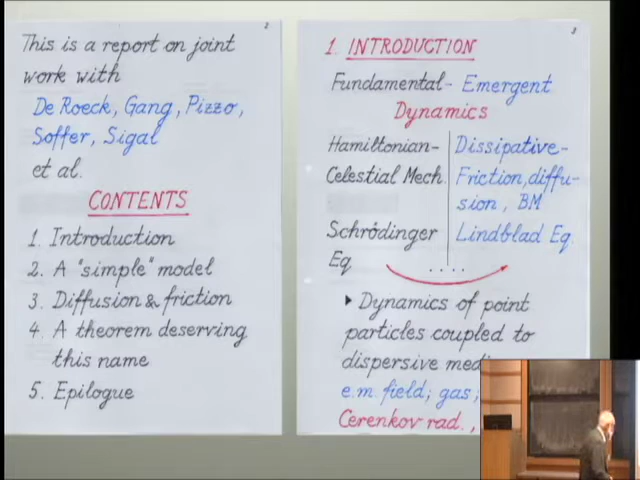 2
This is a report on joint
work with
De Roeck, Gang, Pizzo,
Soffer, Sigal
et al.
CONTENTS
1. Introduction
2. A "simple" model
3. Diffusion & friction
4. A theorem deserving
this name
5. Epilogue
3
1. INTRODUCTION
Fundamental - Emergent
Dynamics
Hamiltonian - Dissipative -
Celestial Mech. Friction, diffu-
sion, BM
Schrödinger Lindblad Eq.
Eq
....
▸ Dynamics of point
particles coupled to
dispersive
e.m. field; gas;
Cerenkov rad.,